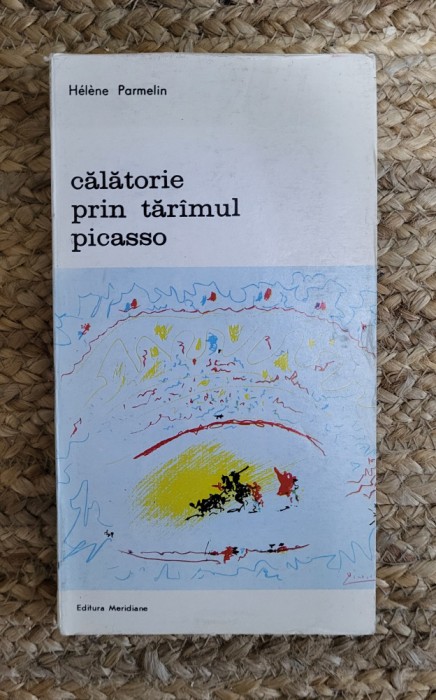 Hélène Parmelin
călătorie
prin tărîmul
picasso
Editura Meridiane